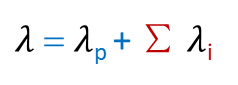 λ = λₚ + Σ λᵢ